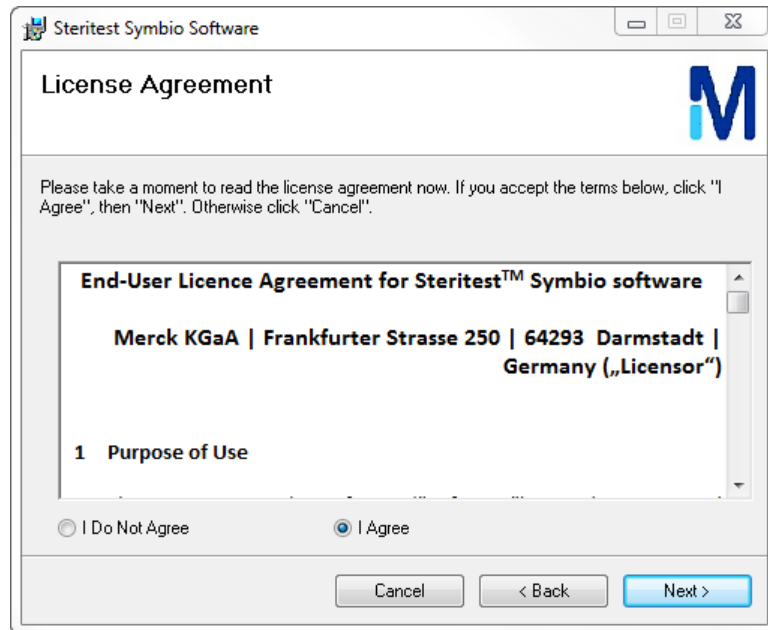 Steritest Symbio Software
License Agreement
Please take a moment to read the license agreement now. If you accept the terms below, click "I
Agree", then "Next". Otherwise click "Cancel".
End-User Licence Agreement for Steritest™ Symbio software
Merck KGaA | Frankfurter Strasse 250 | 64293 Darmstadt |
Germany („Licensor“)
1 Purpose of Use
I Do Not Agree
I Agree
Cancel
< Back
Next >